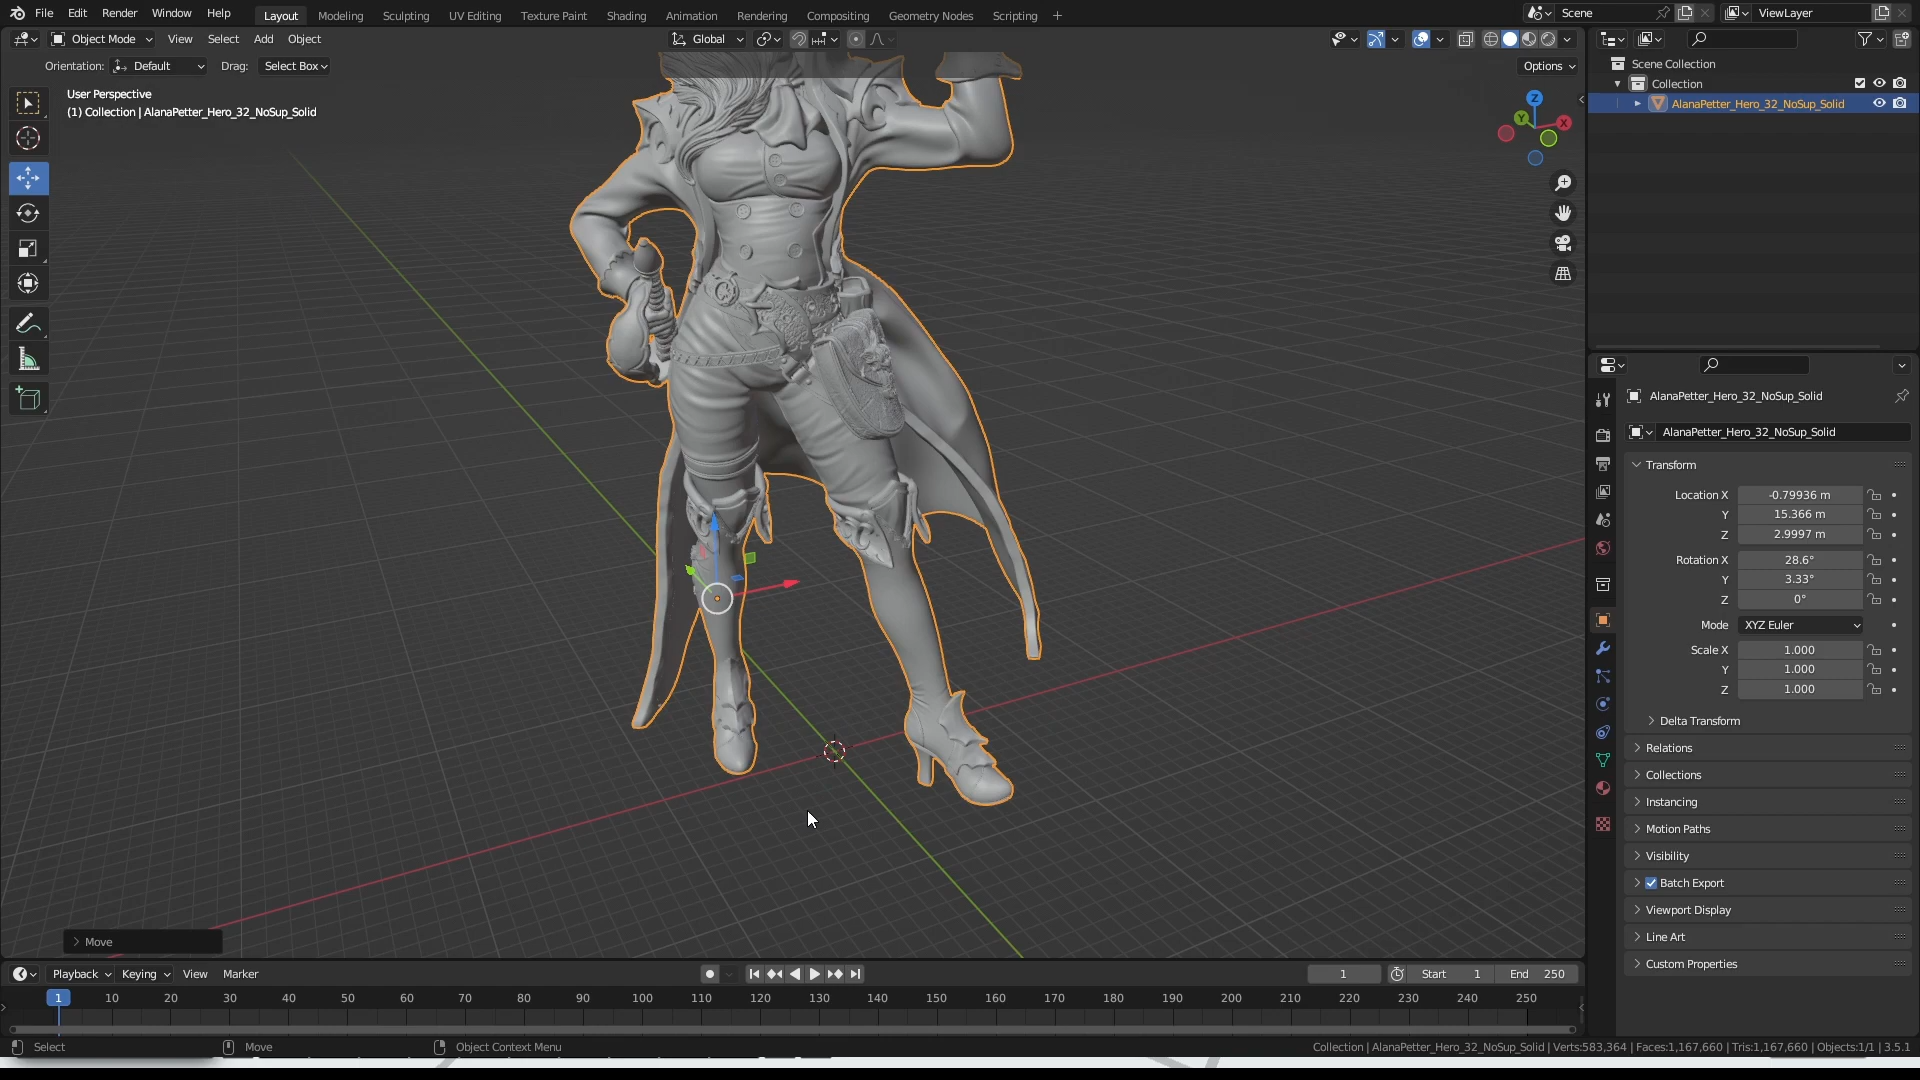 File Edit Render Window Help Layout Modeling Sculpting UV Editing Texture Paint Shading Animation Rendering Compositing Geometry Nodes Scripting + Scene ViewLayer
Object Mode View Select Add Object Global
Orientation: Default Drag: Select Box Options
User Perspective
(1) Collection | AlanaPetter_Hero_32_NoSup_Solid
Z
Y
X
Move
Scene Collection
Collection
AlanaPetter_Hero_32_NoSup_Solid
AlanaPetter_Hero_32_NoSup_Solid
AlanaPetter_Hero_32_NoSup_Solid
Transform
Location X -0.79936 m
Y 15.366 m
Z 2.9997 m
Rotation X 28.6°
Y 3.33°
Z 0°
Mode XYZ Euler
Scale X 1.000
Y 1.000
Z 1.000
Delta Transform
Relations
Collections
Instancing
Motion Paths
Visibility
Batch Export
Viewport Display
Line Art
Custom Properties
Playback Keying View Marker 1 Start 1 End 250
1 10 20 30 40 50 60 70 80 90 100 110 120 130 140 150 160 170 180 190 200 210 220 230 240 250
Select Move Object Context Menu Collection | AlanaPetter_Hero_32_NoSup_Solid | Verts:583,364 | Faces:1,167,660 | Tris:1,167,660 | Objects:1/1 | 3.5.1